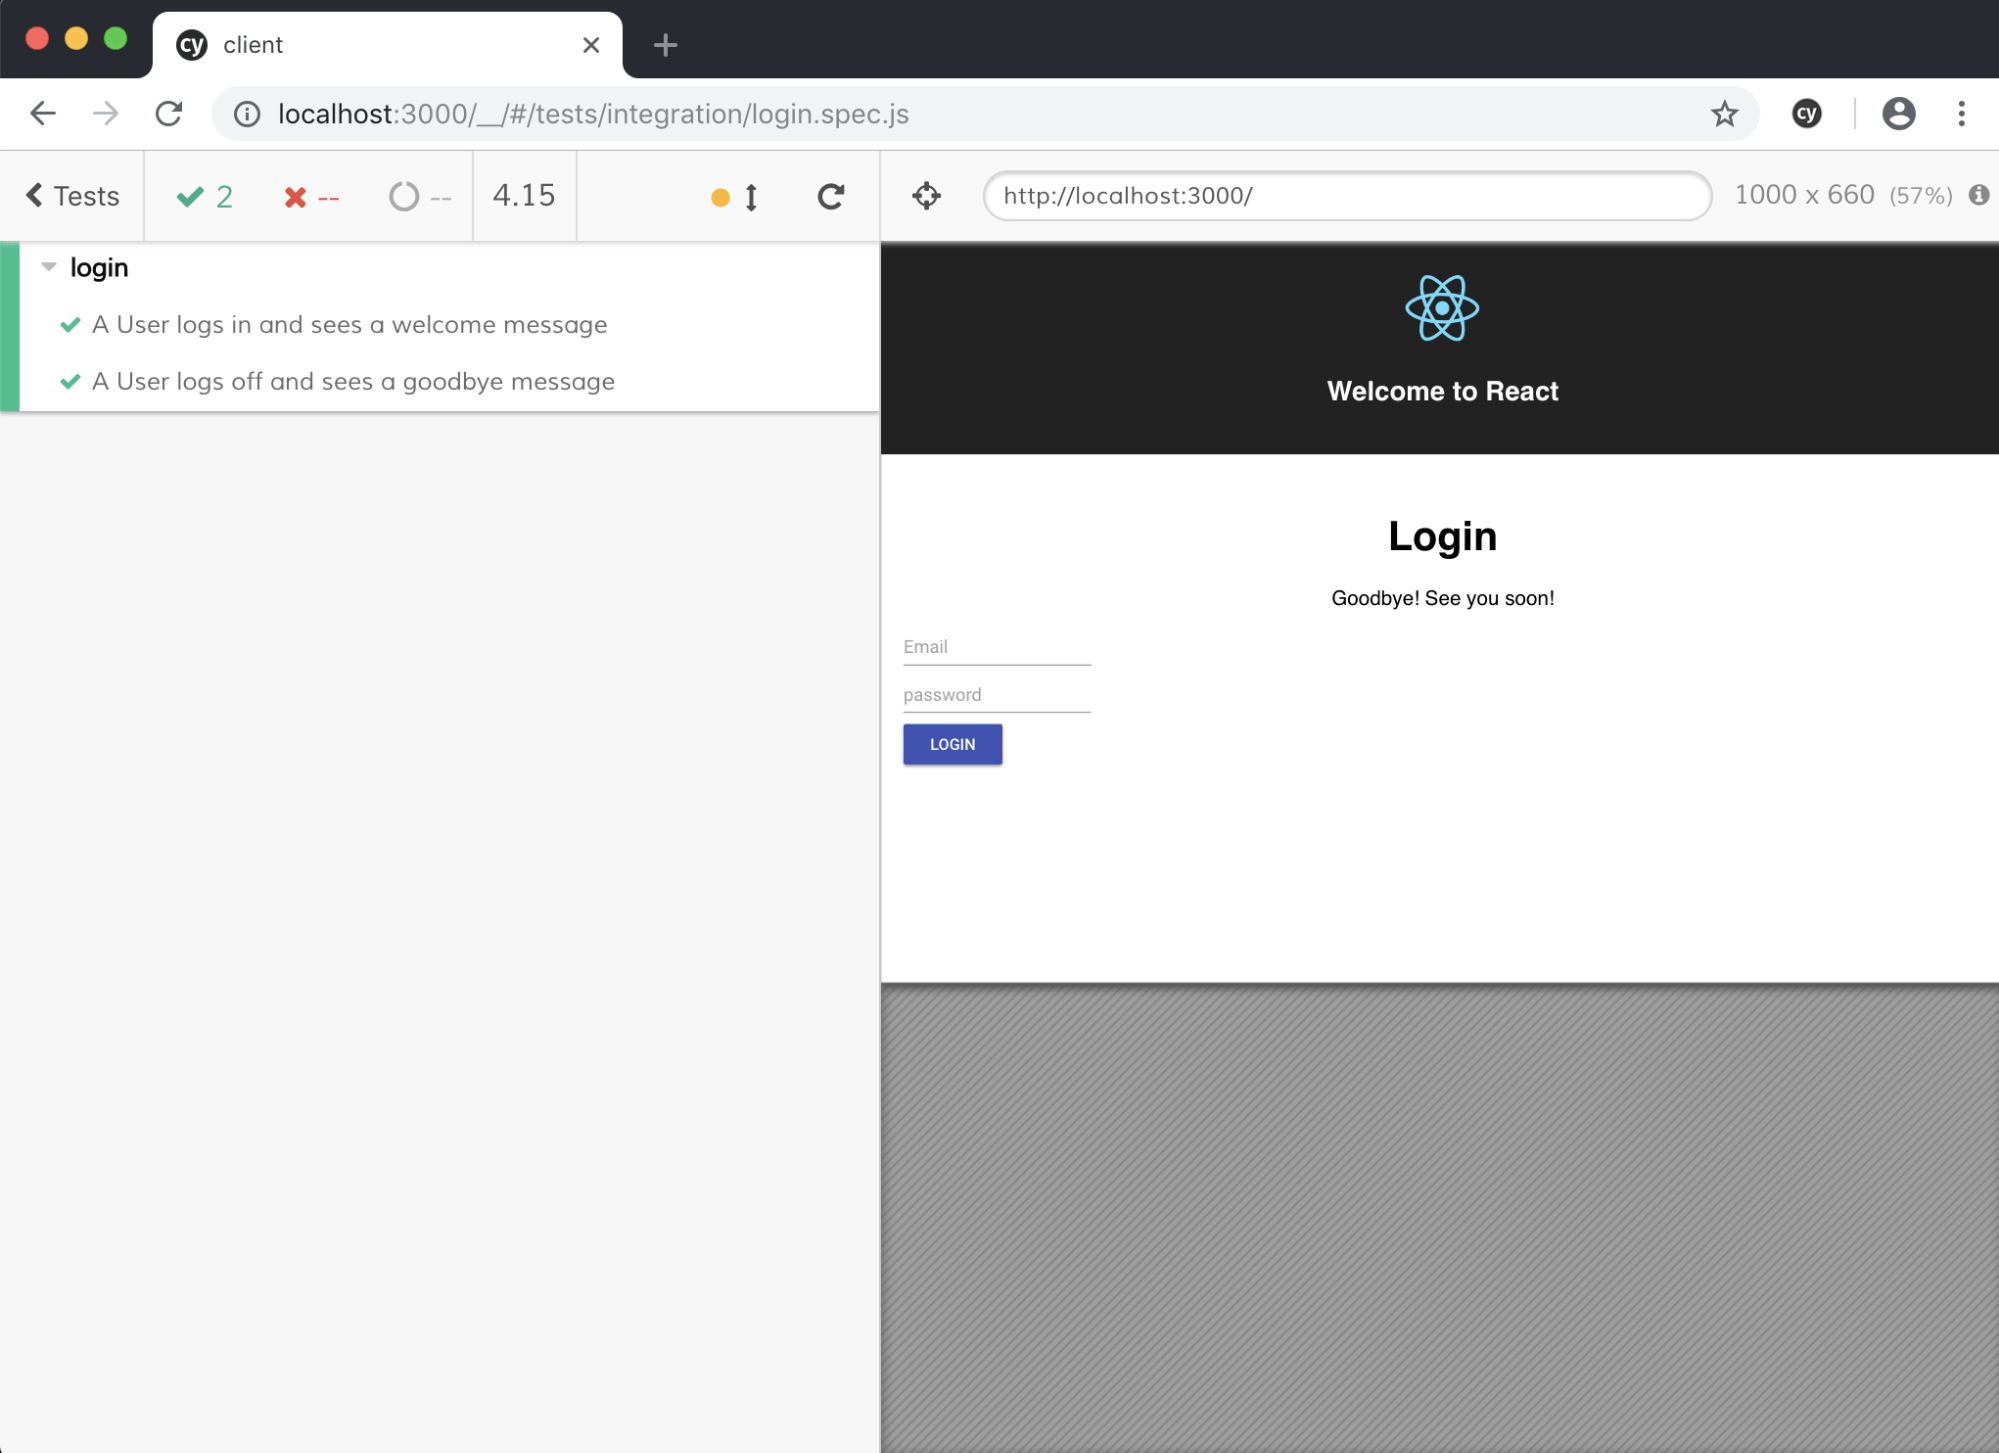 cy client
localhost:3000/__/#/tests/integration/login.spec.js cy
Tests 2 -- -- 4.15 http://localhost:3000/ 1000 x 660 (57%)
login
A User logs in and sees a welcome message
A User logs off and sees a goodbye message
Welcome to React
Login
Goodbye! See you soon!
Email
password
LOGIN